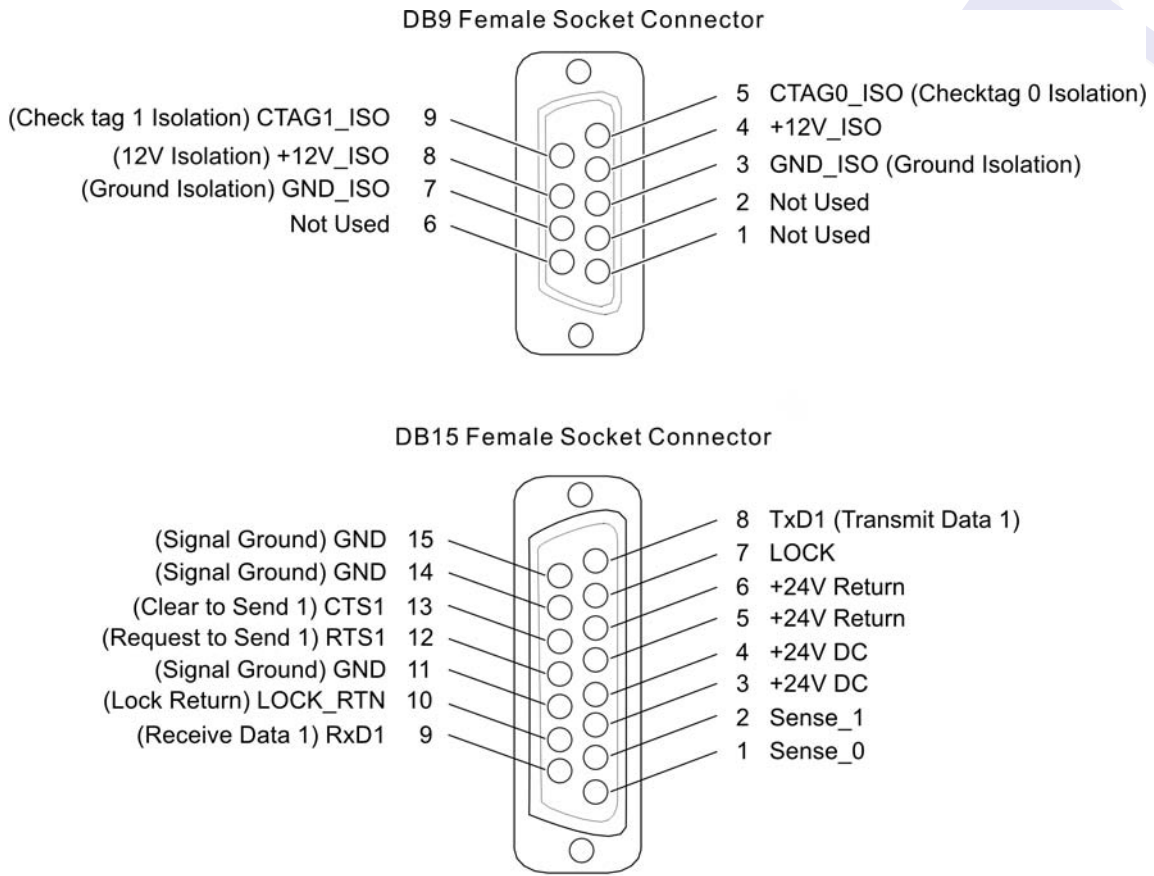 DB9 Female Socket Connector
(Check tag 1 Isolation) CTAG1_ISO 9
(12V Isolation) +12V_ISO 8
(Ground Isolation) GND_ISO 7
Not Used 6
5 CTAG0_ISO (Checktag 0 Isolation)
4 +12V_ISO
3 GND_ISO (Ground Isolation)
2 Not Used
1 Not Used
DB15 Female Socket Connector
(Signal Ground) GND 15
(Signal Ground) GND 14
(Clear to Send 1) CTS1 13
(Request to Send 1) RTS1 12
(Signal Ground) GND 11
(Lock Return) LOCK_RTN 10
(Receive Data 1) RxD1 9
8 TxD1 (Transmit Data 1)
7 LOCK
6 +24V Return
5 +24V Return
4 +24V DC
3 +24V DC
2 Sense_1
1 Sense_0